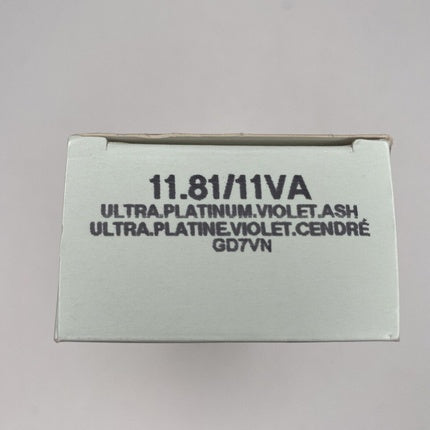 11.81/11VA
ULTRA.PLATINUM.VIOLET.ASH
ULTRA.PLATINE.VIOLET.CENDRÉ
GD7VN